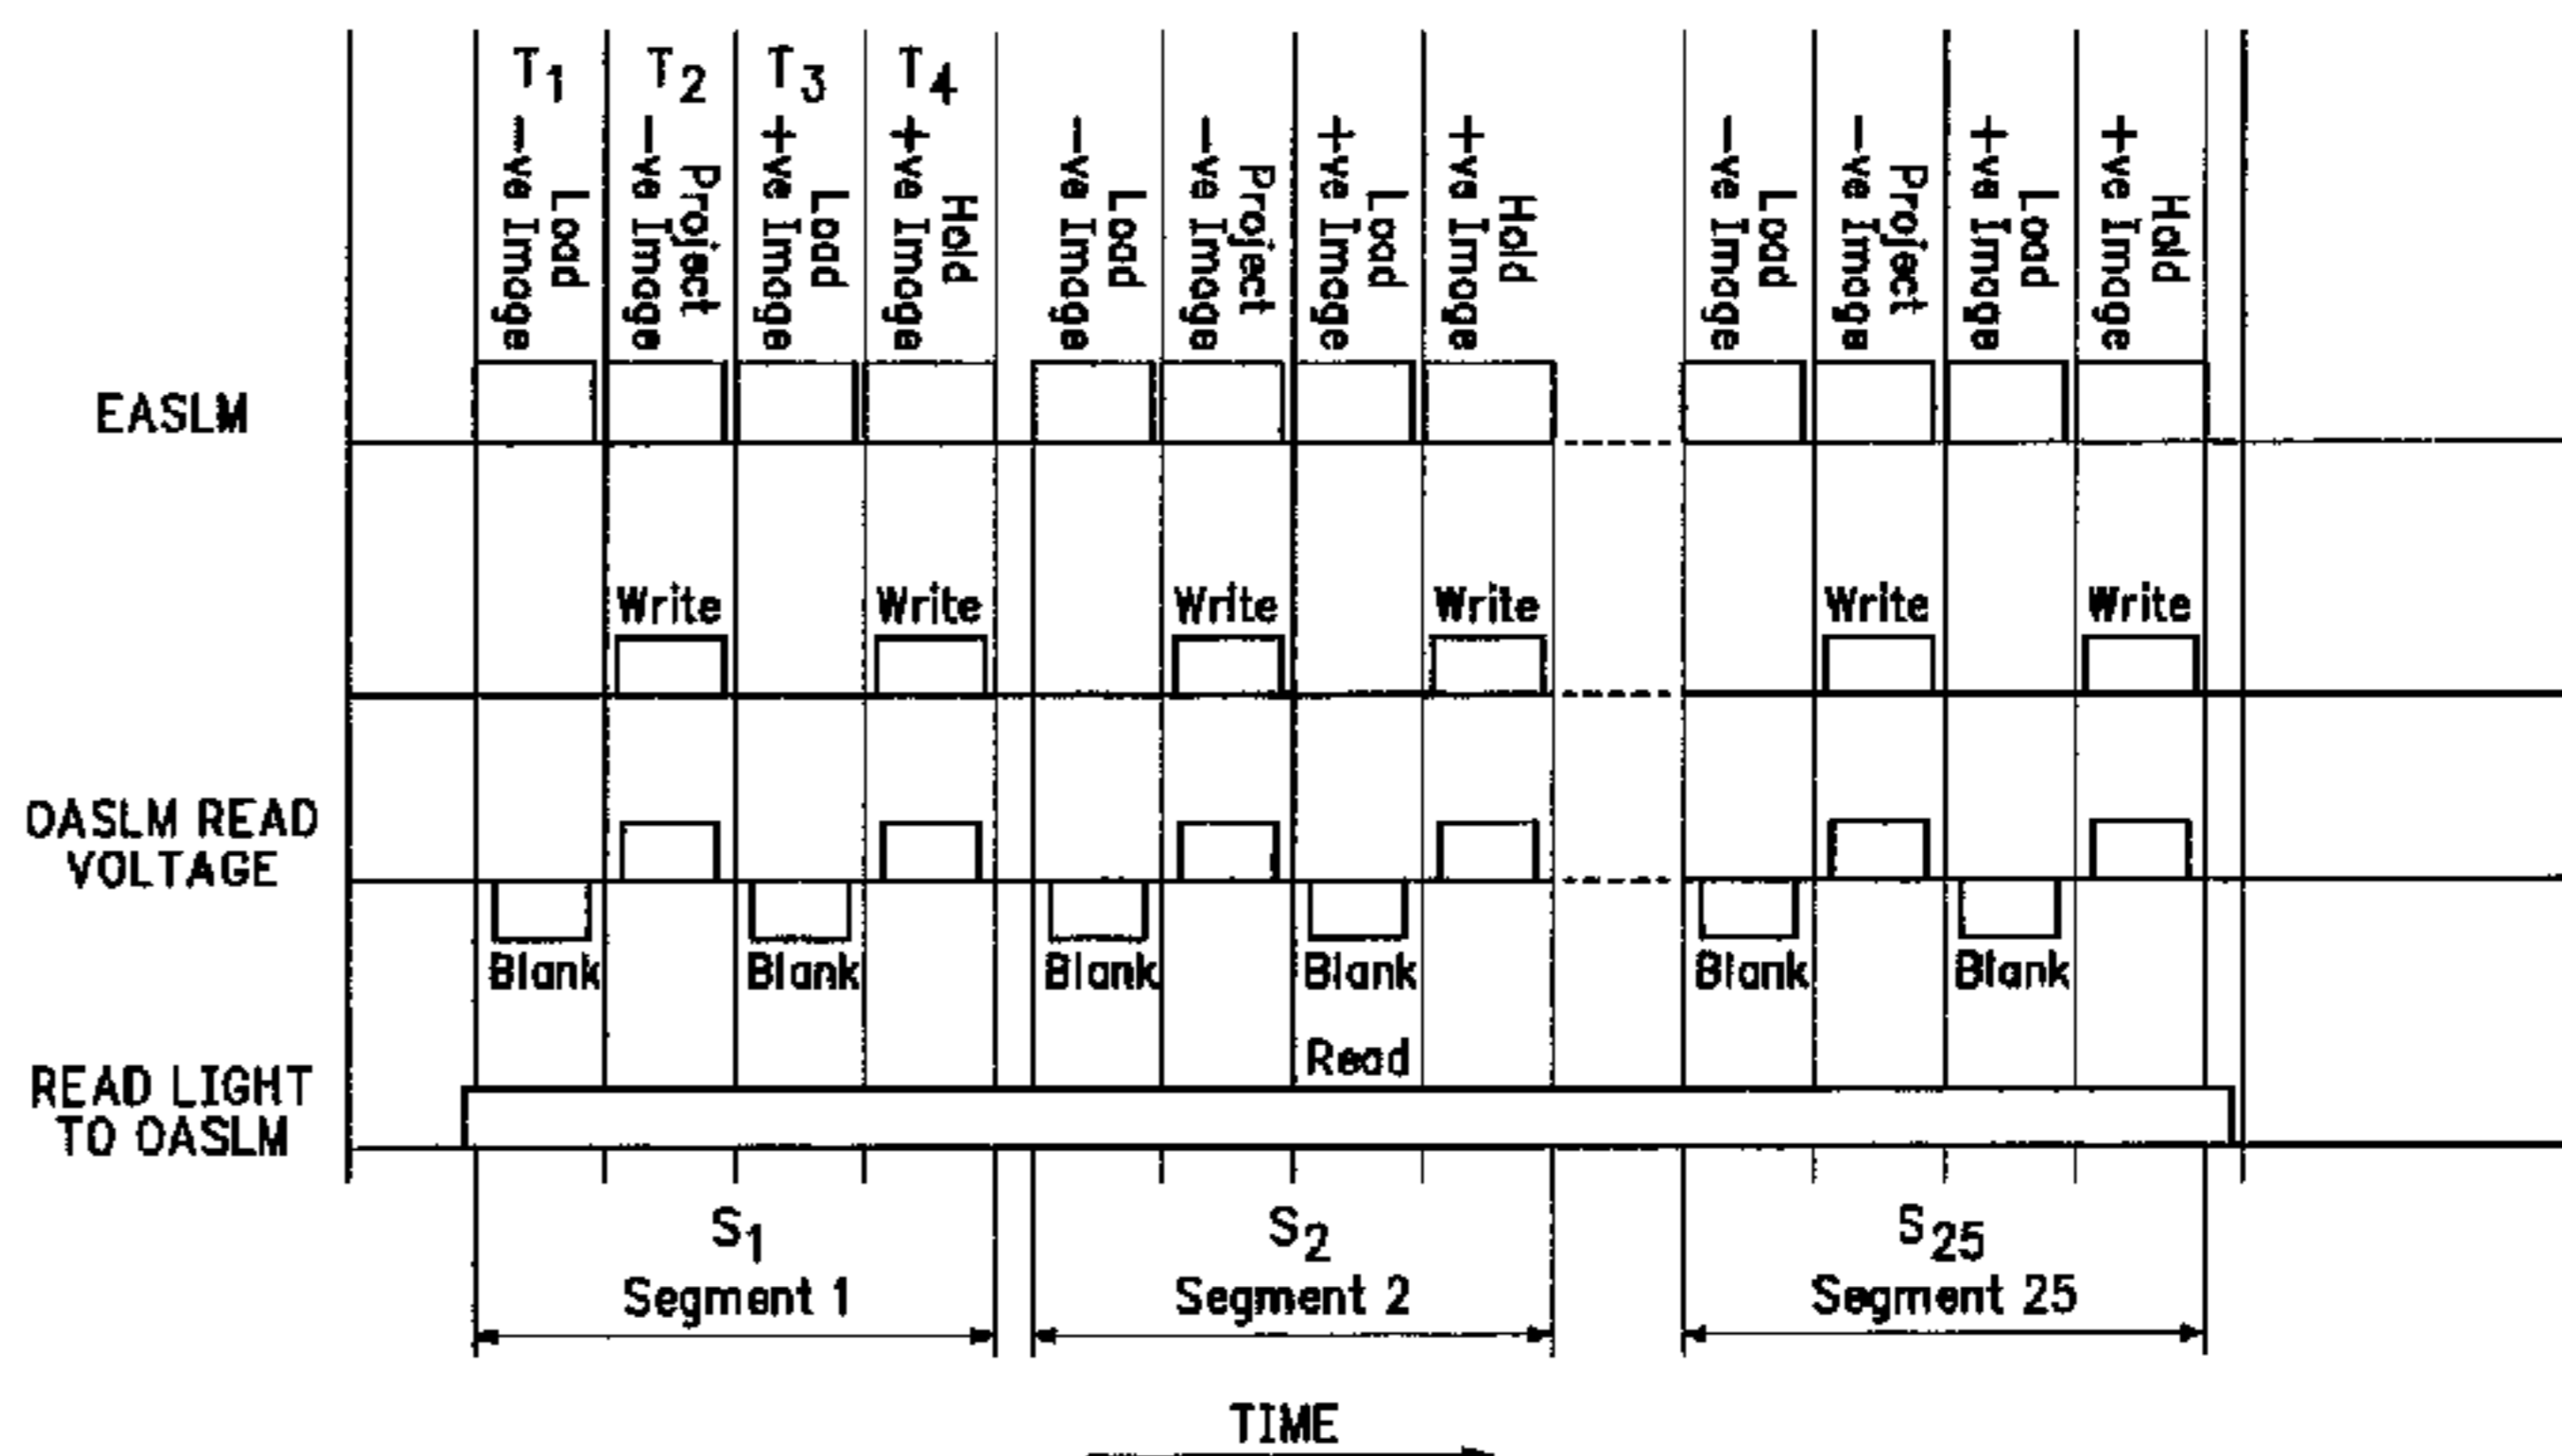 T1 T2 T3 T4
Load
-ve Image
Project
-ve Image
Load
+ve Image
Hold
+ve Image
Load
-ve Image
Project
-ve Image
Load
+ve Image
Hold
+ve Image
Load
-ve Image
Project
-ve Image
Load
+ve Image
Hold
+ve Image
EASLM
Write Write Write Write Write Write
OASLM READ
VOLTAGE
Blank Blank Blank Blank Blank Blank
Read
READ LIGHT
TO OASLM
S1
Segment 1
S2
Segment 2
S25
Segment 25
TIME